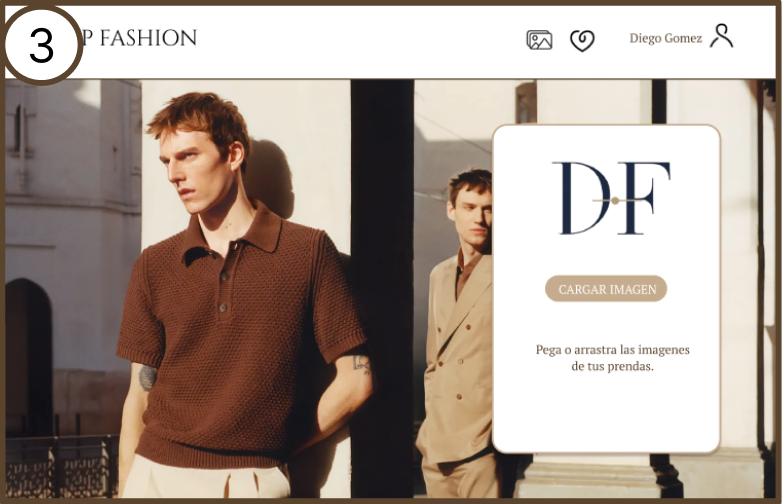 3
P FASHION
Diego Gomez
DF
CARGAR IMAGEN
Pega o arrastra las imagenes
de tus prendas.